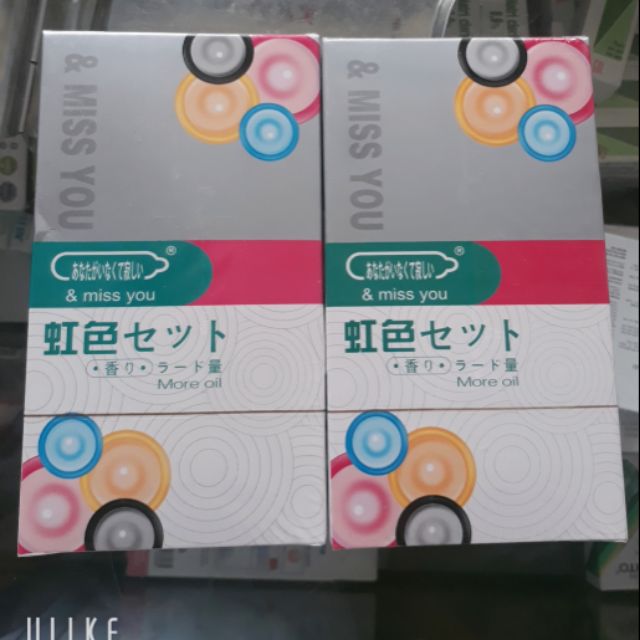 & MISS YOU
あなたがいなくて寂しい®
& miss you
虹色セット
•香り•ラード量
More oil
& MISS YOU
あなたがいなくて寂しい®
& miss you
虹色セット
•香り•ラード量
More oil
ULIKE